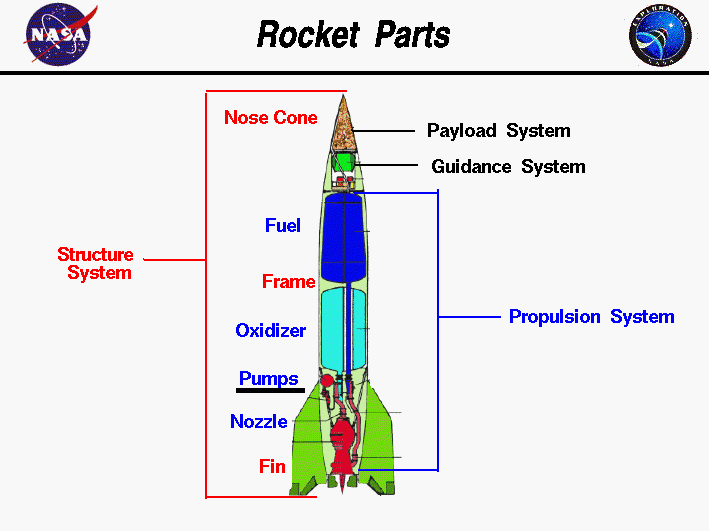 NASA
Rocket Parts
EXPLORATION
NASA
Nose Cone
Payload System
Guidance System
Fuel
Structure
System
Frame
Propulsion System
Oxidizer
Pumps
Nozzle
Fin